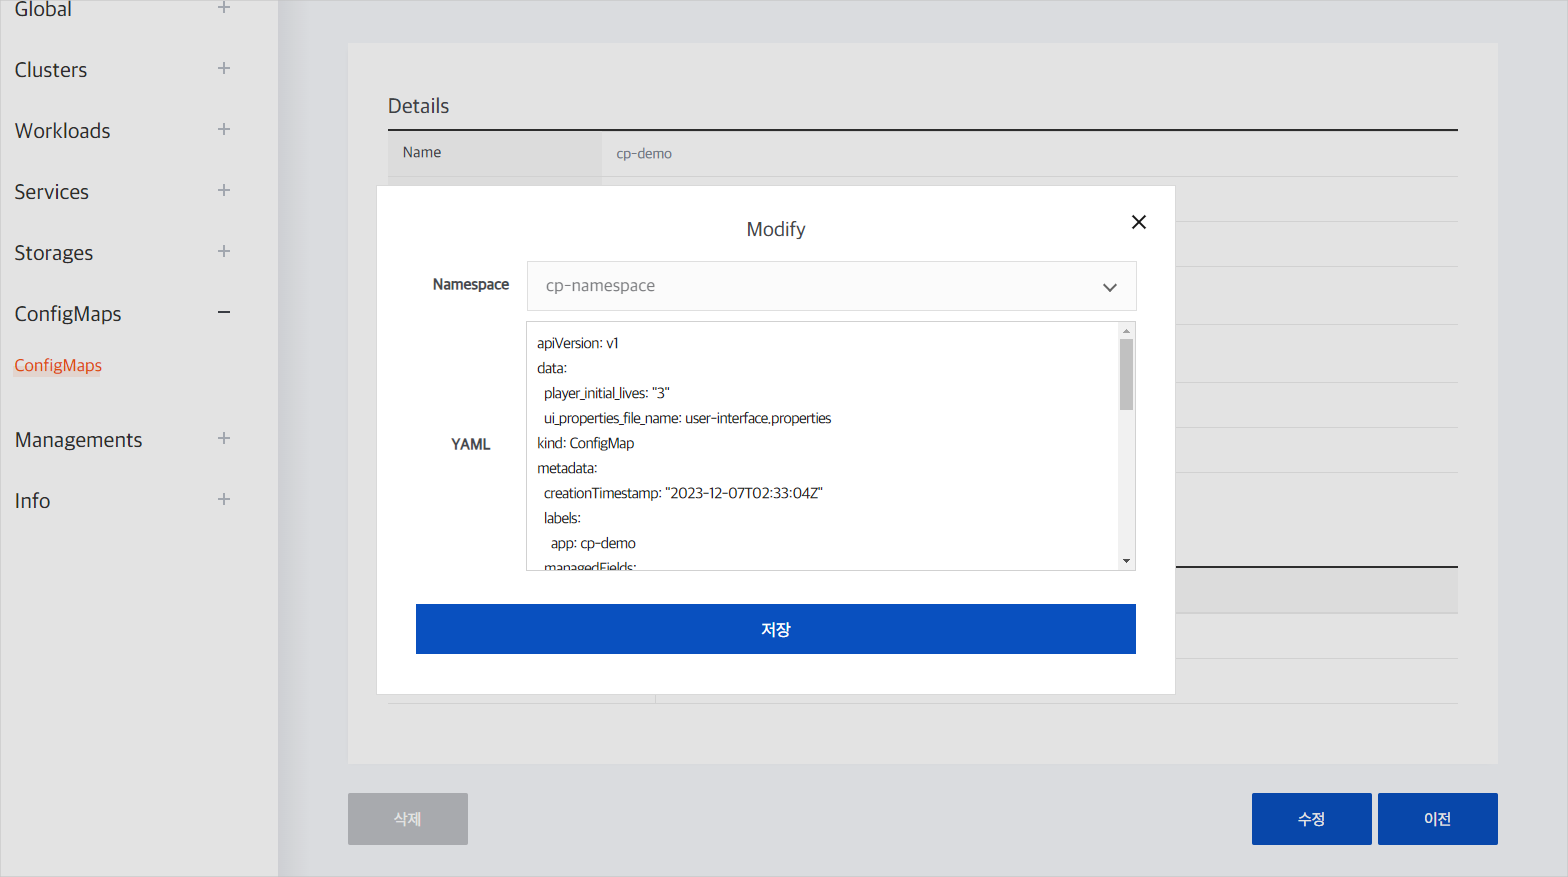 Global
Clusters
Workloads
Services
Storages
ConfigMaps
ConfigMaps
Managements
Info
Details
Name
cp-demo
Modify
Namespace
cp-namespace
YAML
apiVersion: v1
data:
  player_initial_lives: "3"
  ui_properties_file_name: user-interface.properties
kind: ConfigMap
metadata:
  creationTimestamp: "2023-12-07T02:33:04Z"
  labels:
    app: cp-demo
  managedFields:
저장
삭제
수정
이전